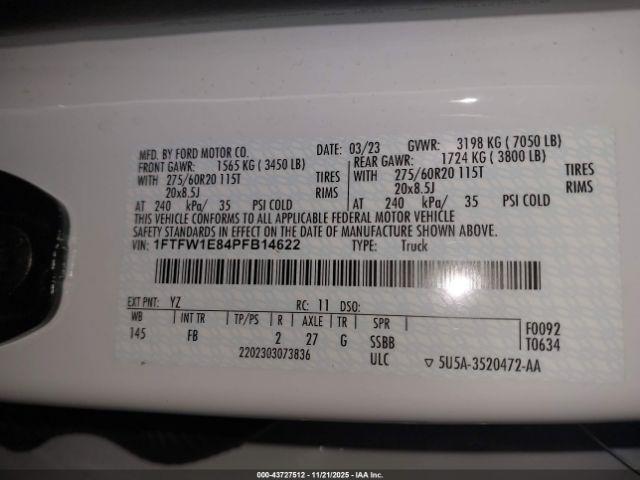 MFD. BY FORD MOTOR CO. DATE: 03/23 GVWR: 3198 KG ( 7050 LB)
FRONT GAWR: 1565 KG ( 3450 LB) REAR GAWR: 1724 KG ( 3800 LB)
WITH 275/60R20 115T TIRES WITH 275/60R20 115T TIRES
20x8.5J RIMS 20x8.5J RIMS
AT 240 kPa/ 35 PSI COLD AT 240 kPa/ 35 PSI COLD
THIS VEHICLE CONFORMS TO ALL APPLICABLE FEDERAL MOTOR VEHICLE
SAFETY STANDARDS IN EFFECT ON THE DATE OF MANUFACTURE SHOWN ABOVE.
VIN: 1FTFW1E84PFB14622 TYPE: Truck
EXT PNT: YZ RC: 11 DSO:
WB INT TR TP/PS R AXLE TR SPR F0092
145 FB 2 27 G SSBB T0634
2202303073836 ULC ▽ 5U5A-3520472-AA
000-43727512 - 11/21/2025 - IAA Inc.